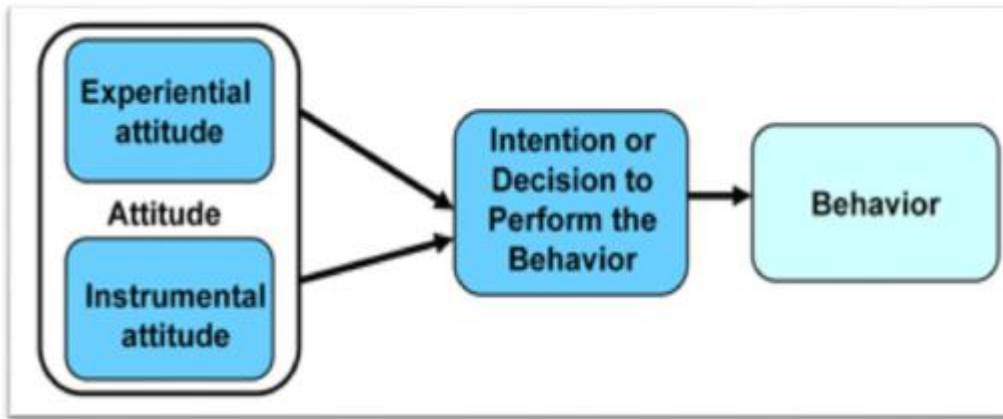 Experiential
attitude
Attitude
Instrumental
attitude
Intention or
Decision to
Perform the
Behavior
Behavior